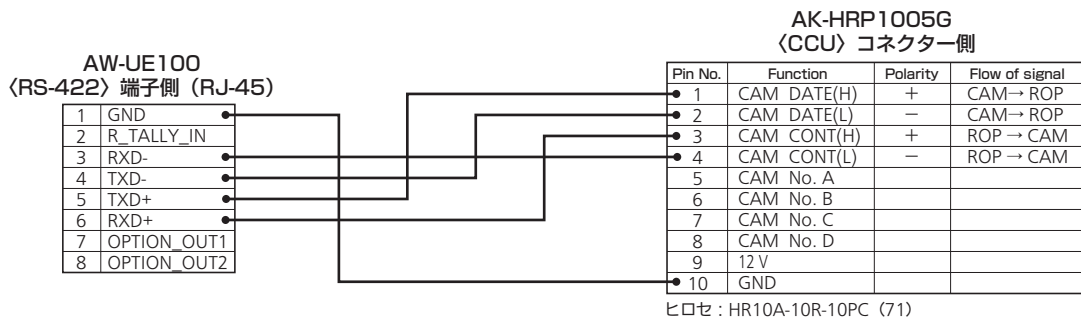 AW-UE100
〈RS-422〉端子側（RJ-45）
1 GND
2 R_TALLY_IN
3 RXD-
4 TXD-
5 TXD+
6 RXD+
7 OPTION_OUT1
8 OPTION_OUT2
AK-HRP1005G
〈CCU〉コネクター側
Pin No. Function Polarity Flow of signal
1 CAM DATE(H) + CAM→ ROP
2 CAM DATE(L) − CAM→ ROP
3 CAM CONT(H) + ROP → CAM
4 CAM CONT(L) − ROP → CAM
5 CAM No. A
6 CAM No. B
7 CAM No. C
8 CAM No. D
9 12 V
10 GND
ヒロセ：HR10A-10R-10PC（71）